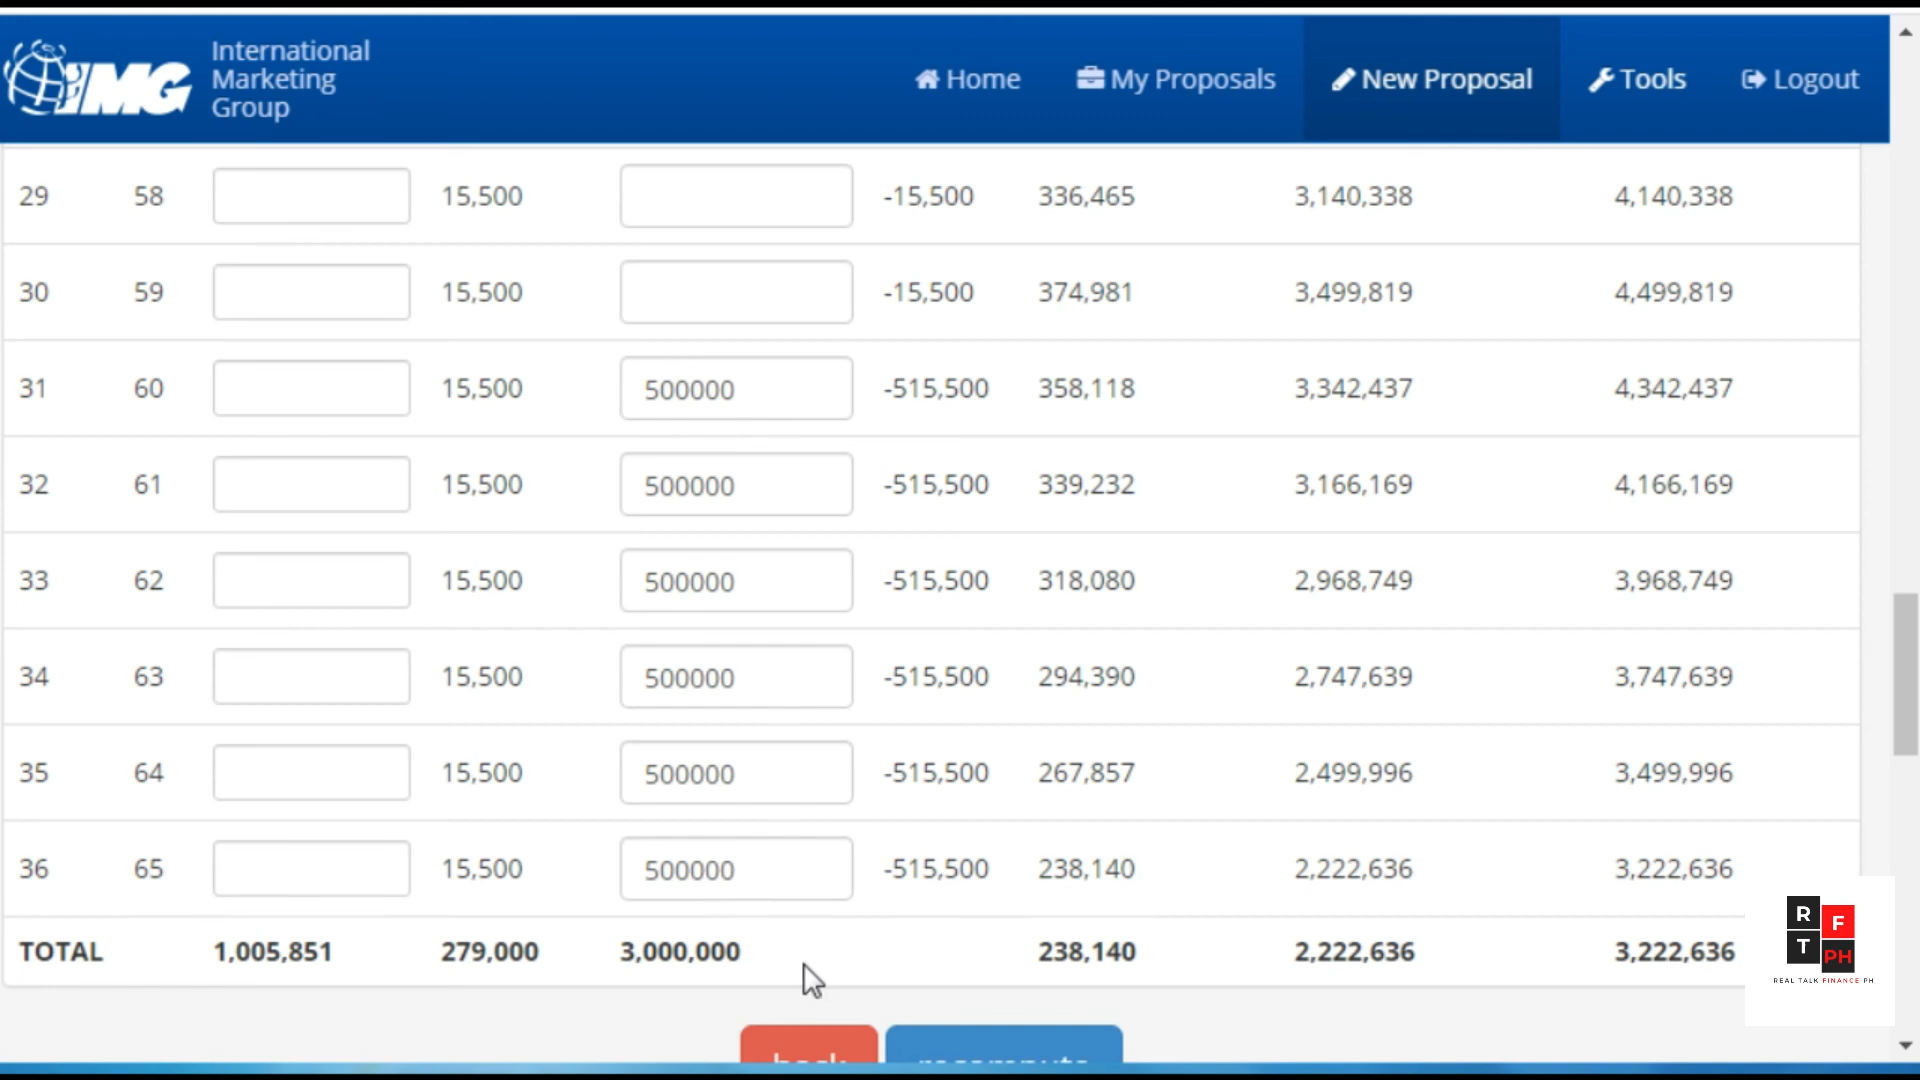 IMG
International
Marketing
Group
Home My Proposals New Proposal Tools Logout
29 58 15,500 -15,500 336,465 3,140,338 4,140,338
30 59 15,500 -15,500 374,981 3,499,819 4,499,819
31 60 15,500 500000 -515,500 358,118 3,342,437 4,342,437
32 61 15,500 500000 -515,500 339,232 3,166,169 4,166,169
33 62 15,500 500000 -515,500 318,080 2,968,749 3,968,749
34 63 15,500 500000 -515,500 294,390 2,747,639 3,747,639
35 64 15,500 500000 -515,500 267,857 2,499,996 3,499,996
36 65 15,500 500000 -515,500 238,140 2,222,636 3,222,636
TOTAL 1,005,851 279,000 3,000,000 238,140 2,222,636 3,222,636
R F
T PH
REAL TALK FINANCE PH
back recompute